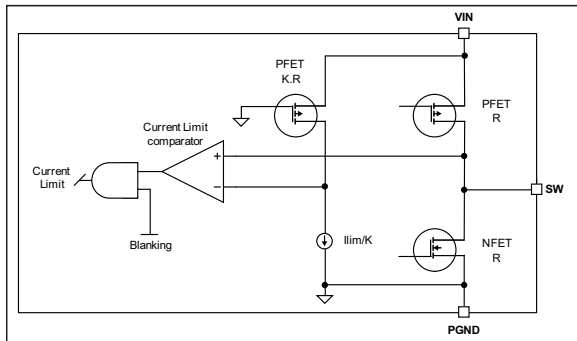 VIN
PFET
K.R
PFET
R
Current Limit
comparator
+
−
Current
Limit
SW
Blanking
Ilim/K
NFET
R
PGND